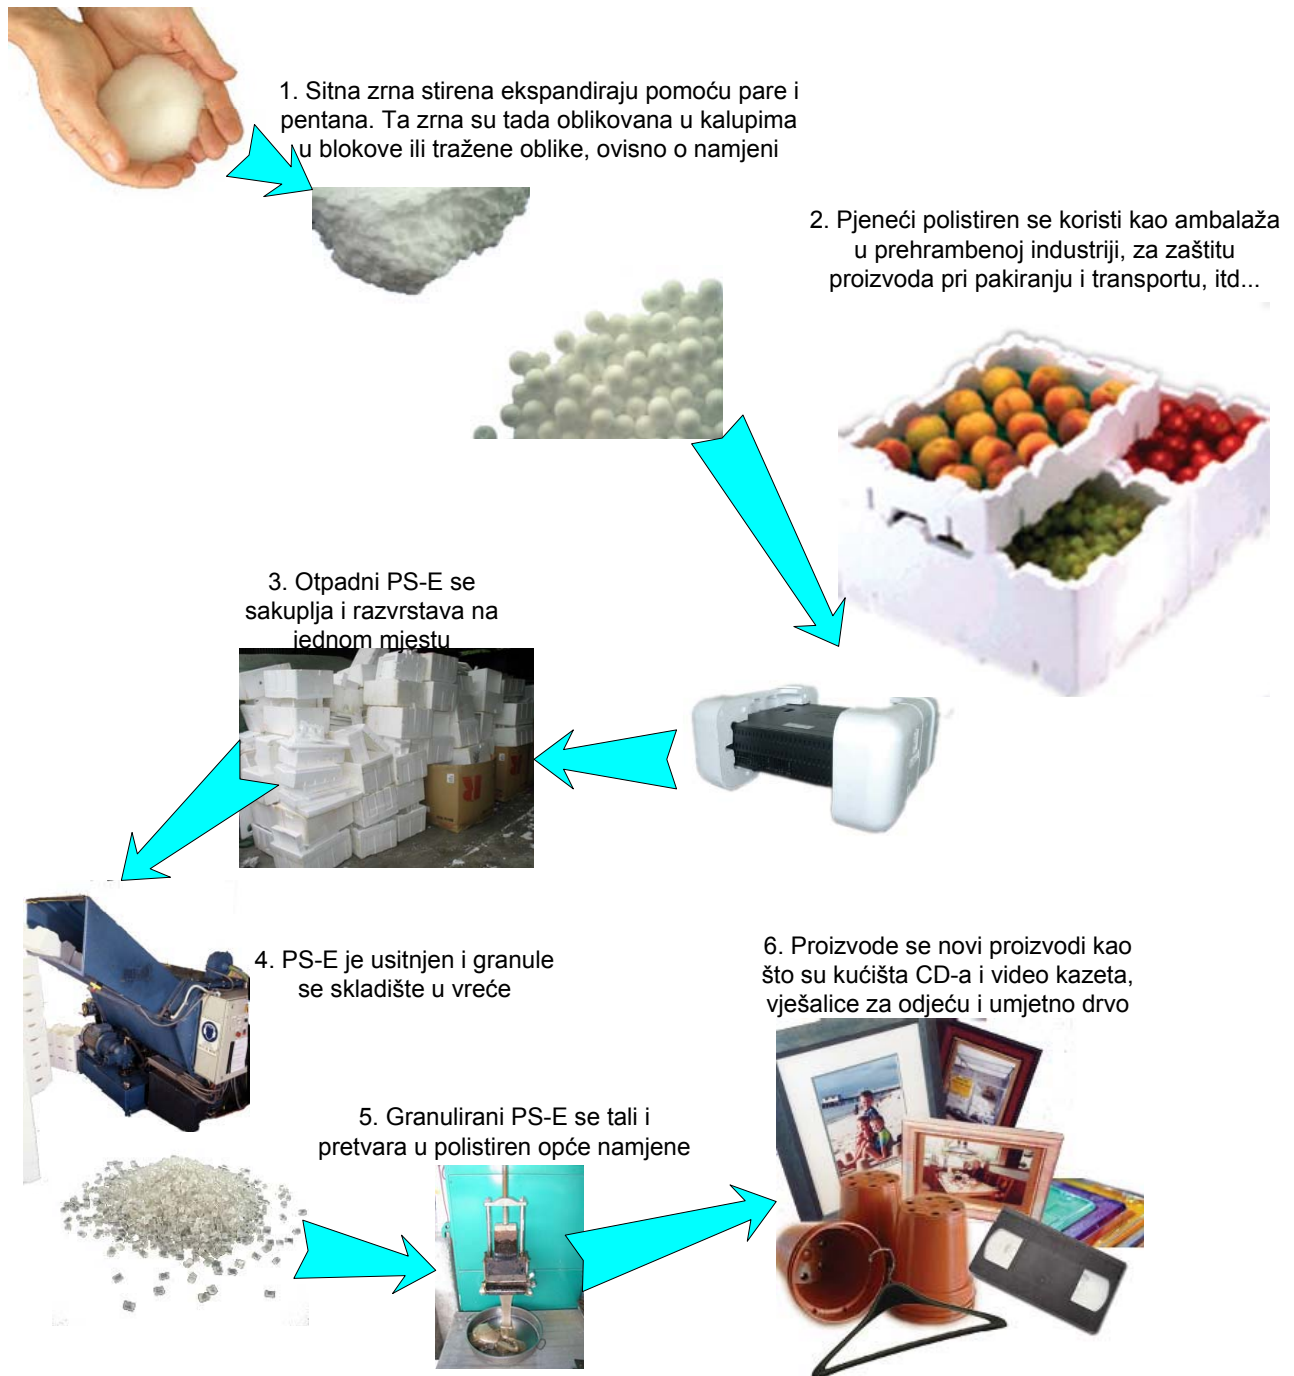 1. Sitna zrna stirena ekspandiraju pomoću pare i
pentana. Ta zrna su tada oblikovana u kalupima
u blokove ili tražene oblike, ovisno o namjeni
2. Pjeneći polistiren se koristi kao ambalaža
u prehrambenoj industriji, za zaštitu
proizvoda pri pakiranju i transportu, itd...
3. Otpadni PS-E se
sakuplja i razvrstava na
jednom mjestu
4. PS-E je usitnjen i granule
se skladište u vreće
5. Granulirani PS-E se tali i
pretvara u polistiren opće namjene
6. Proizvode se novi proizvodi kao
što su kućišta CD-a i video kazeta,
vješalice za odjeću i umjetno drvo